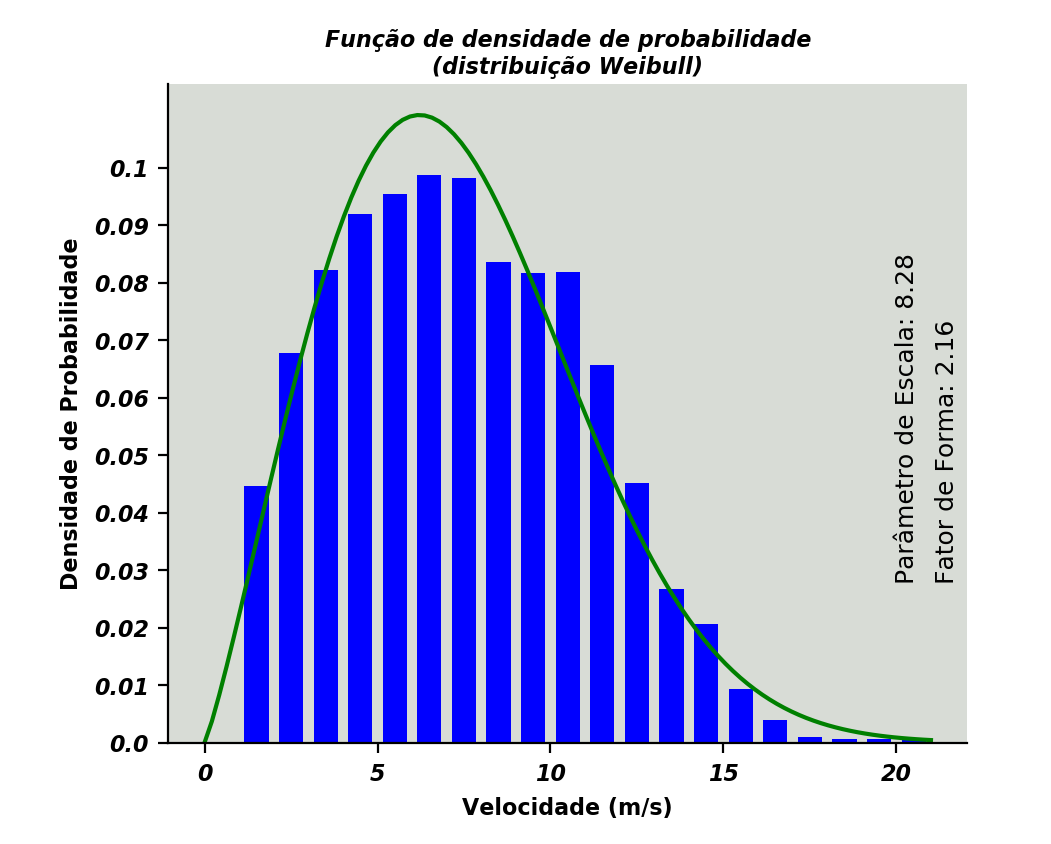 Função de densidade de probabilidade
(distribuição Weibull)
Densidade de Probabilidade
0.1
0.09
0.08
0.07
0.06
0.05
0.04
0.03
0.02
0.01
0.0
Parâmetro de Escala: 8.28
Fator de Forma: 2.16
0 5 10 15 20
Velocidade (m/s)